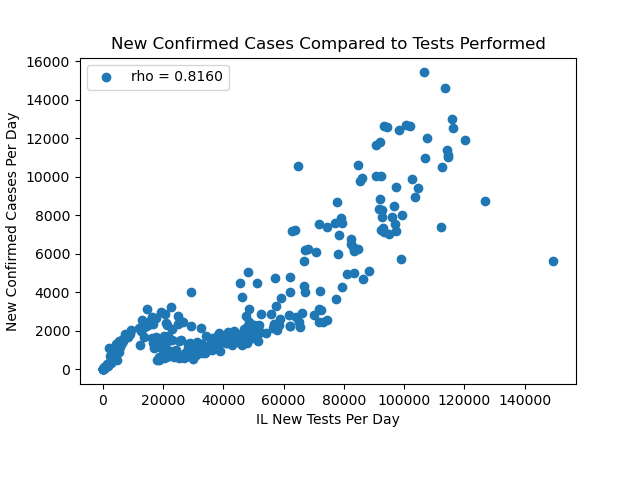 New Confirmed Cases Compared to Tests Performed
rho = 0.8160
16000
14000
12000
10000
8000
6000
4000
2000
0
New Confirmed Caeses Per Day
0 20000 40000 60000 80000 100000 120000 140000
IL New Tests Per Day